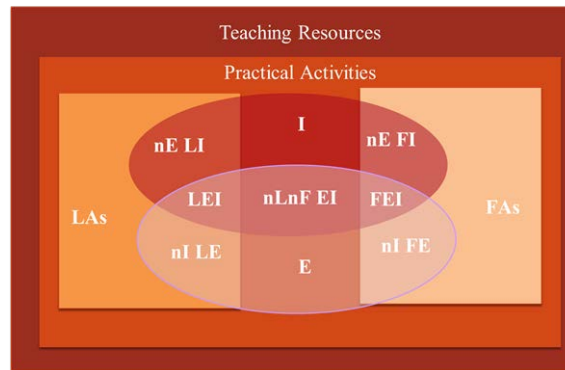 Teaching Resources
Practical Activities
I
nE LI
nE FI
LEI
nLnF EI
FEI
LAs
FAs
nI LE
nI FE
E